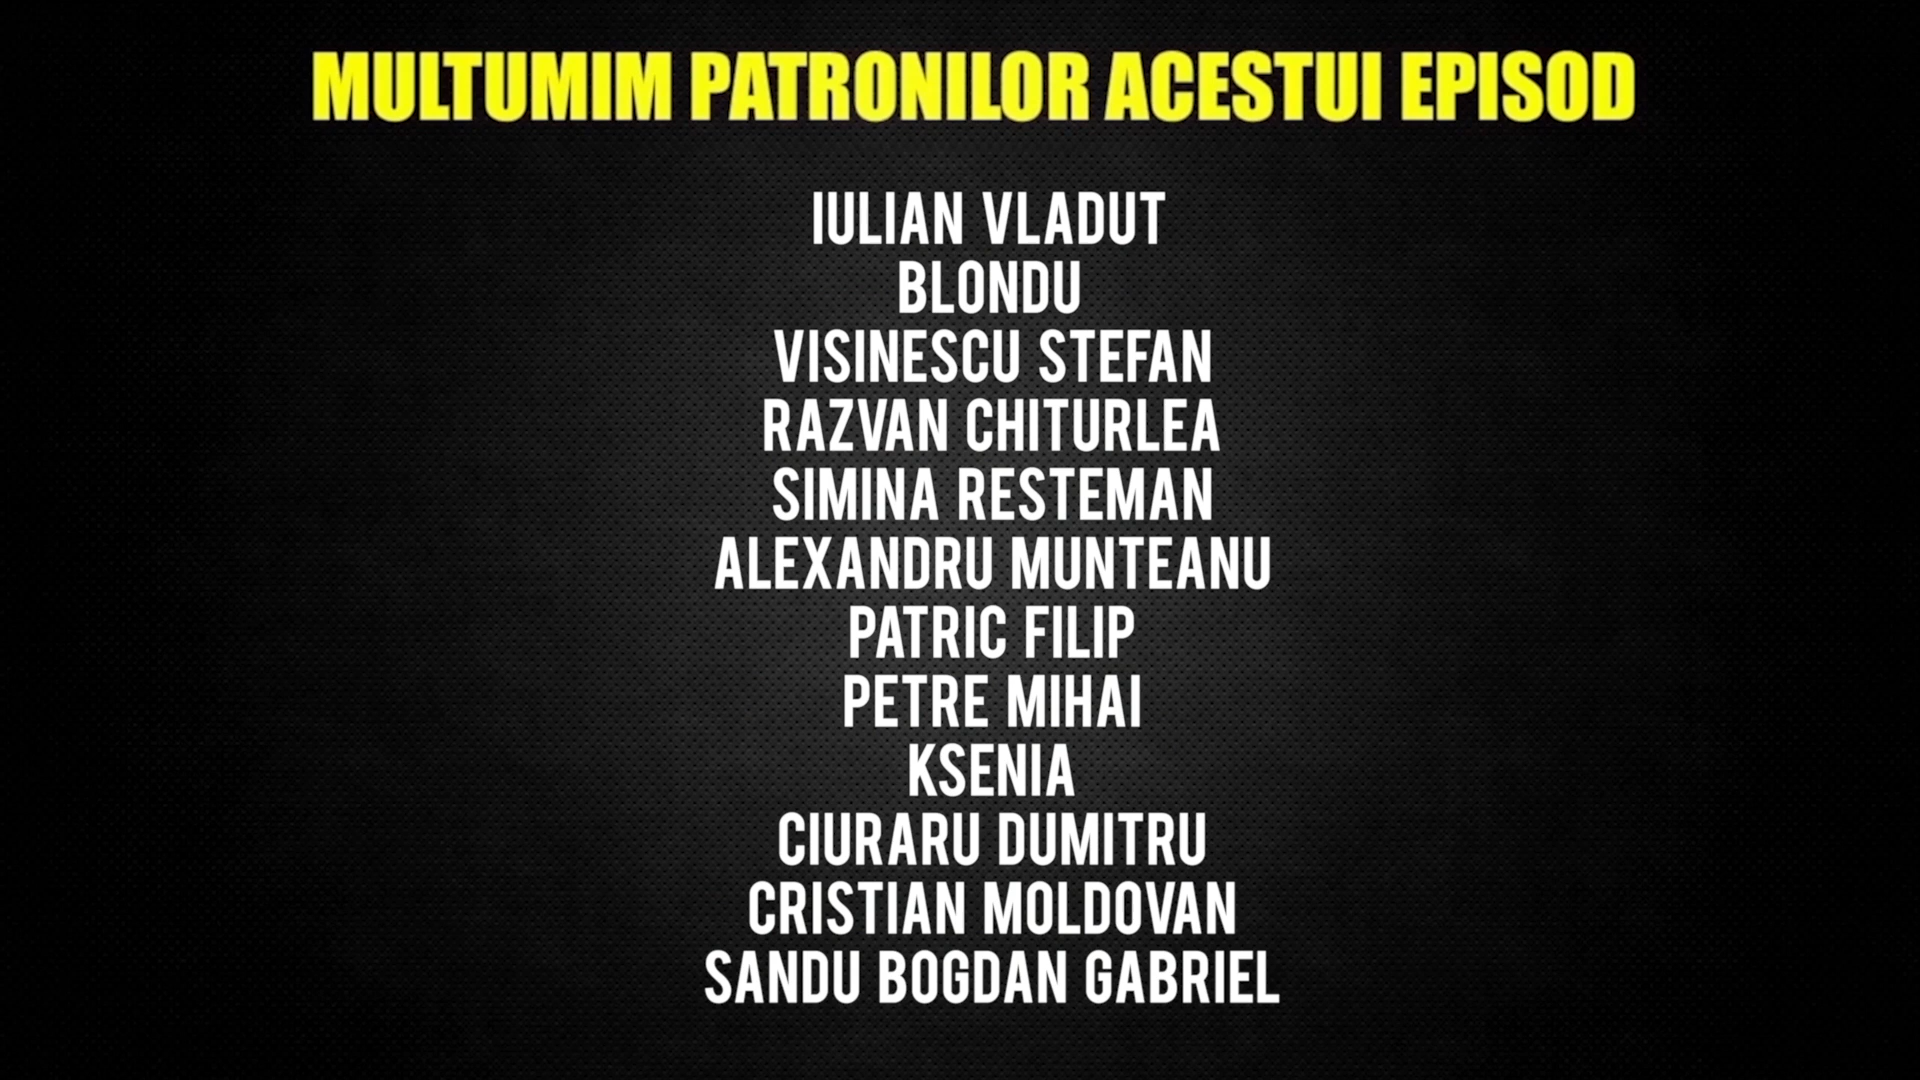 MULTUMIM PATRONILOR ACESTUI EPISOD
IULIAN VLADUT
BLONDU
VISINESCU STEFAN
RAZVAN CHITURLEA
SIMINA RESTEMAN
ALEXANDRU MUNTEANU
PATRIC FILIP
PETRE MIHAI
KSENIA
CIURARU DUMITRU
CRISTIAN MOLDOVAN
SANDU BOGDAN GABRIEL